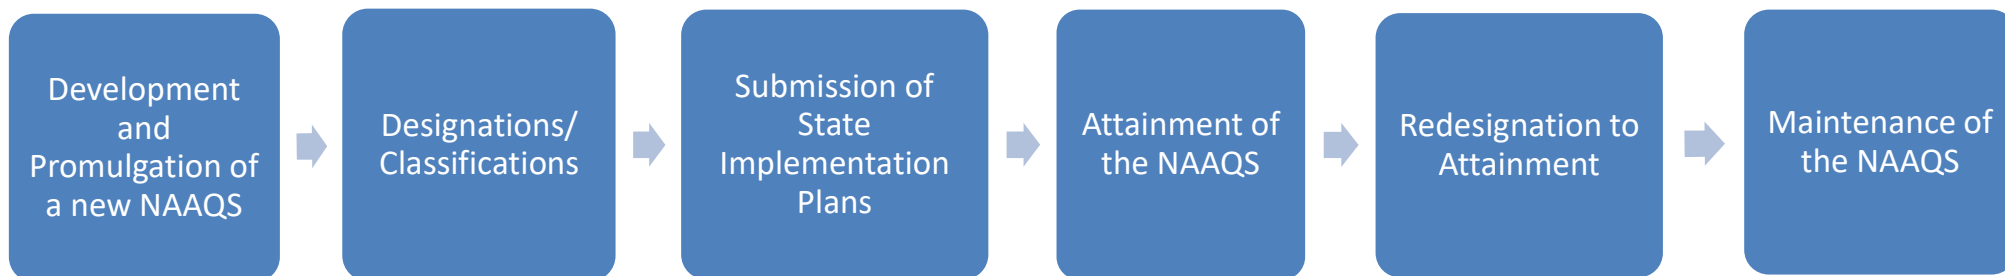 Development
and
Promulgation of
a new NAAQS
Designations/
Classifications
Submission of
State
Implementation
Plans
Attainment of
the NAAQS
Redesignation to
Attainment
Maintenance of
the NAAQS